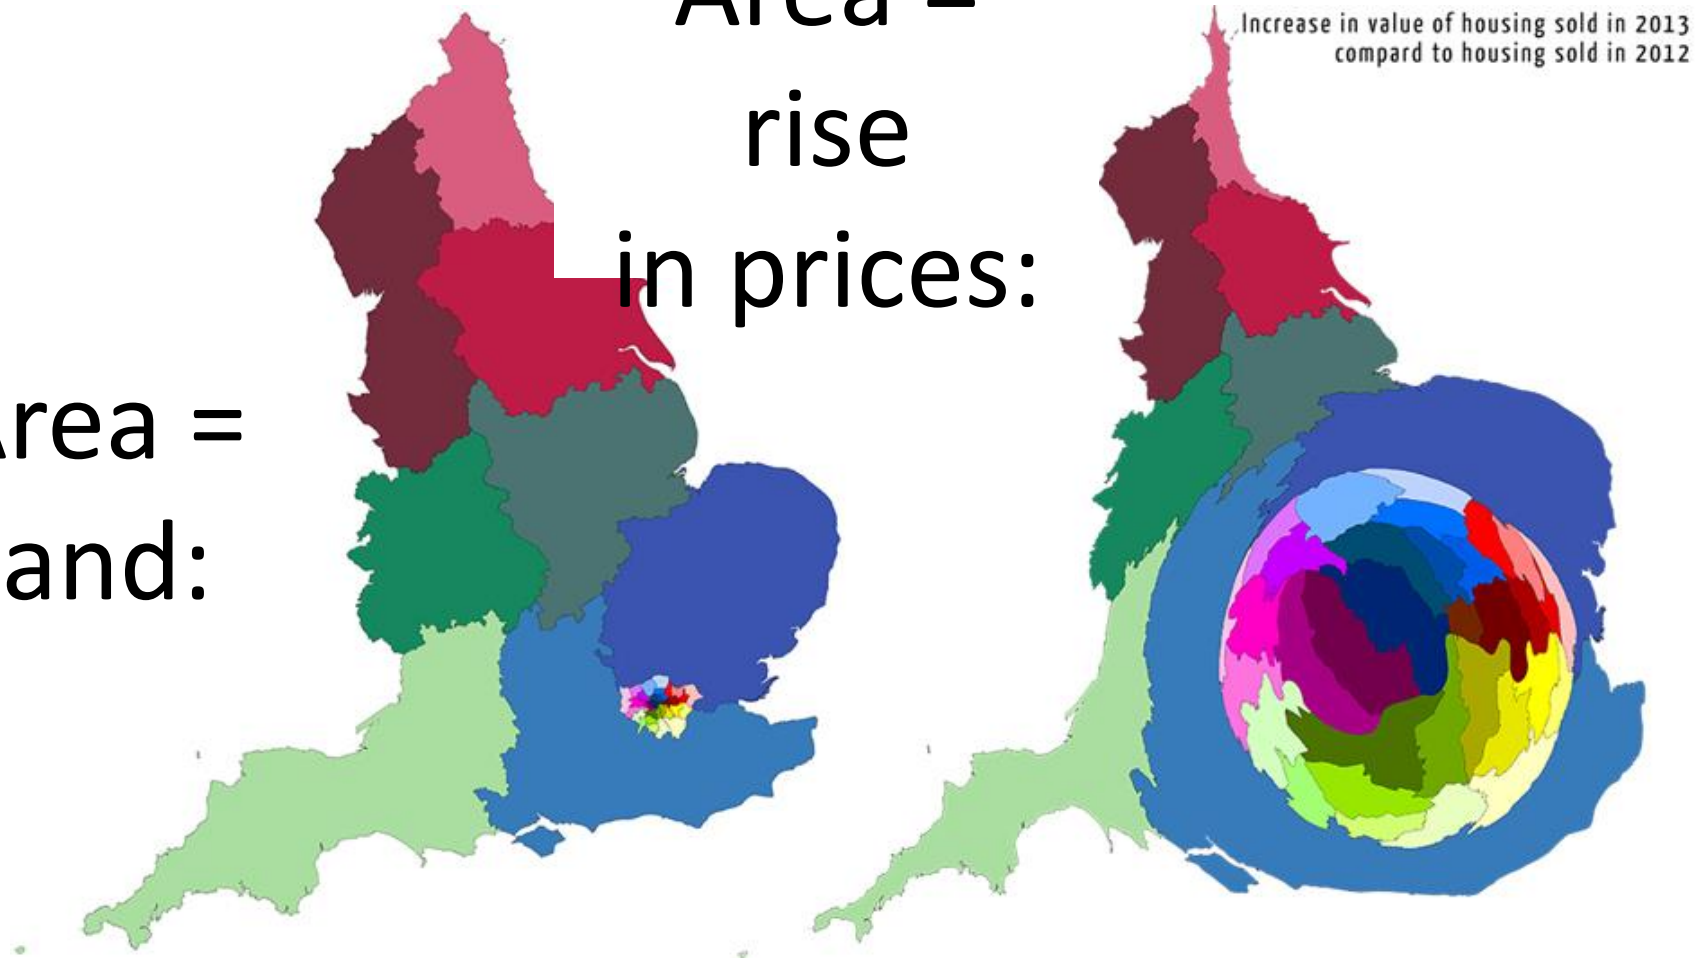 Area =
rise
in prices:
Increase in value of housing sold in 2013
compard to housing sold in 2012
rea =
and: